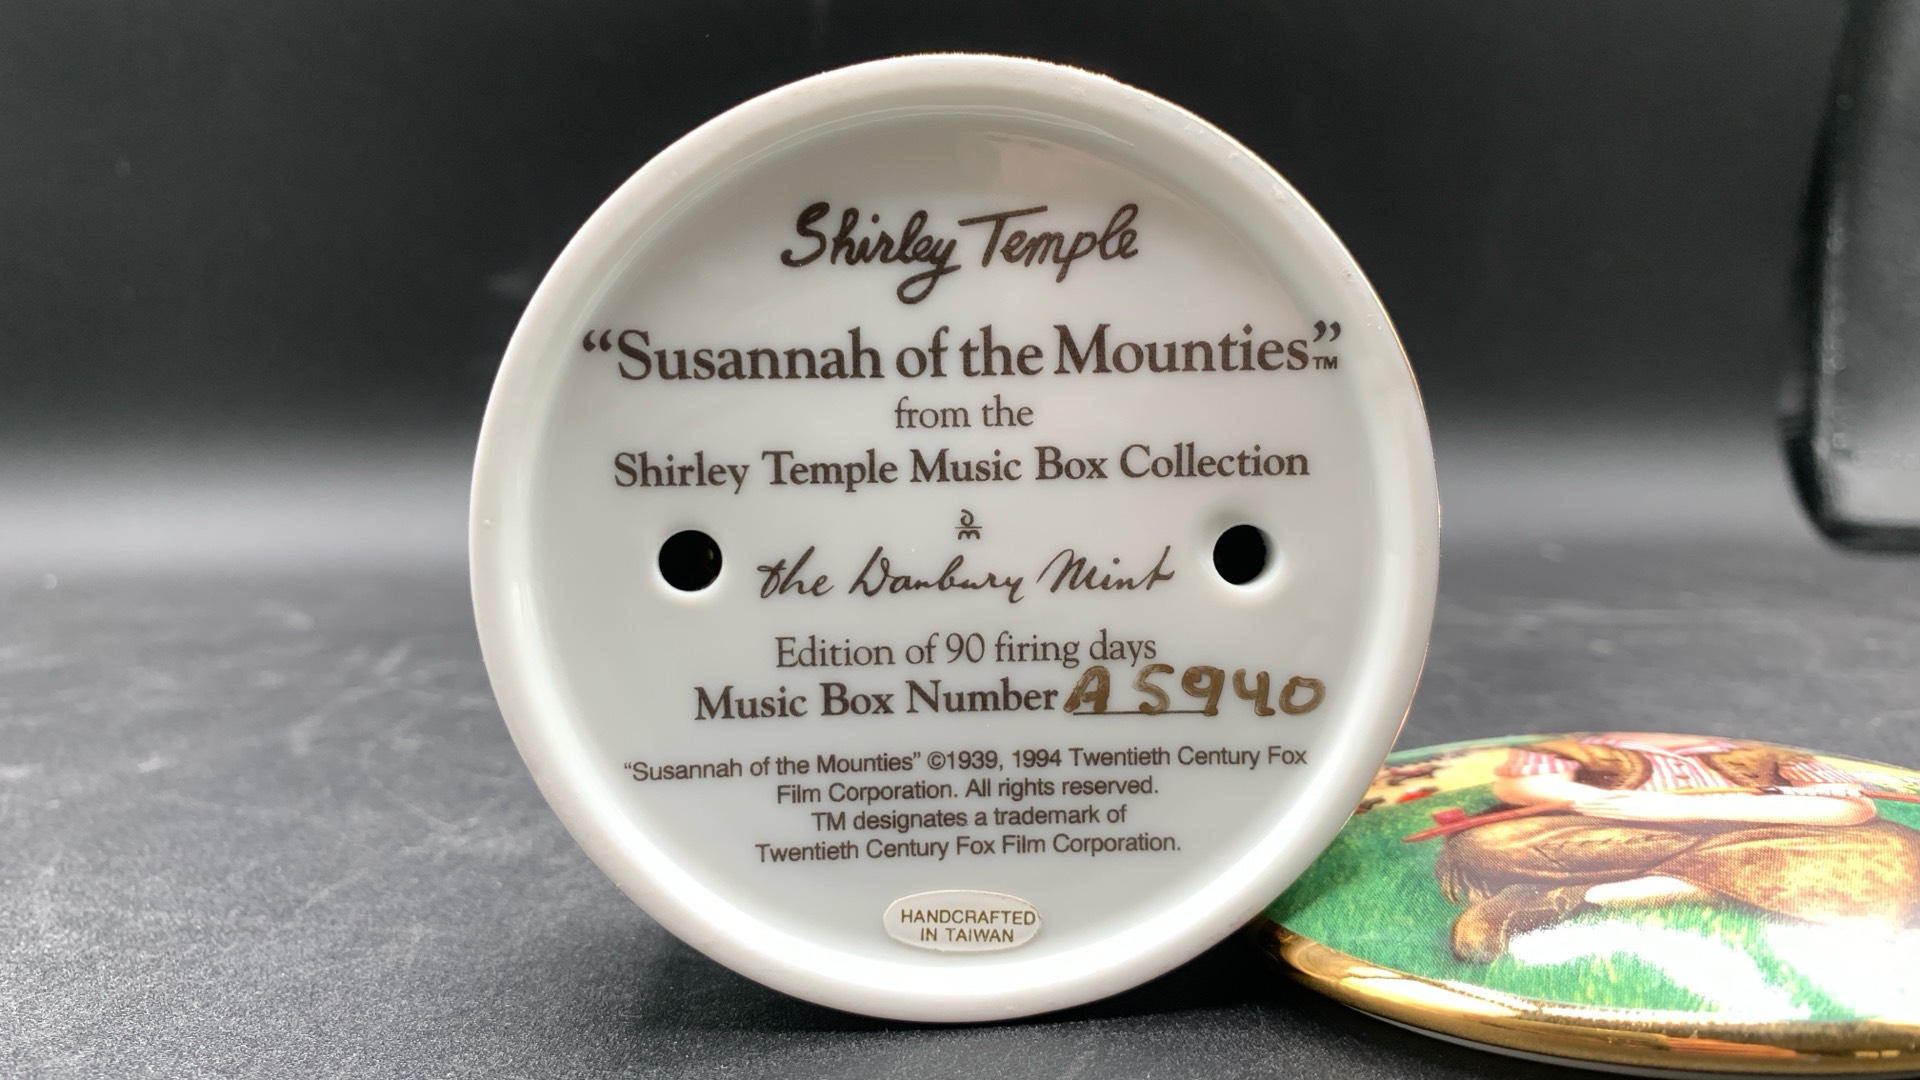 Shirley Temple
“Susannah of the Mounties”™
from the
Shirley Temple Music Box Collection
the Danbury Mint
Edition of 90 firing days
Music Box Number A5940
“Susannah of the Mounties” ©1939, 1994 Twentieth Century Fox
Film Corporation. All rights reserved.
TM designates a trademark of
Twentieth Century Fox Film Corporation.
HANDCRAFTED
IN TAIWAN